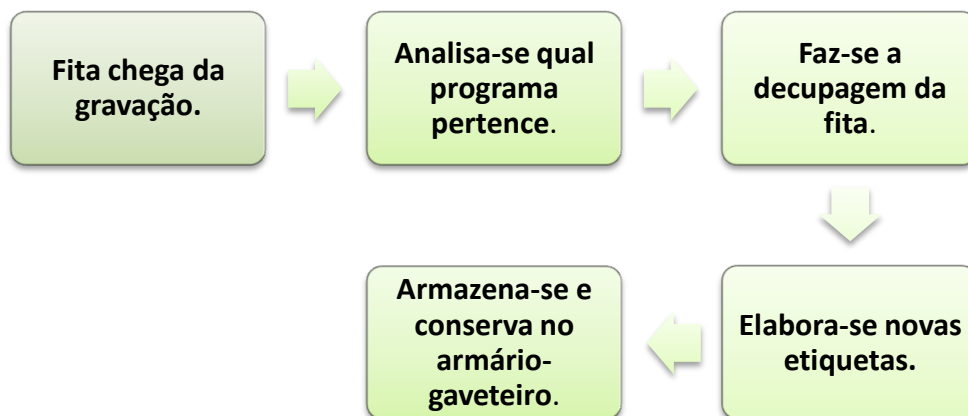 Fita chega da
gravação.
Analisa-se qual
programa
pertence.
Faz-se a
decupagem da
fita.
Elabora-se novas
etiquetas.
Armazena-se e
conserva no
armário-
gaveteiro.